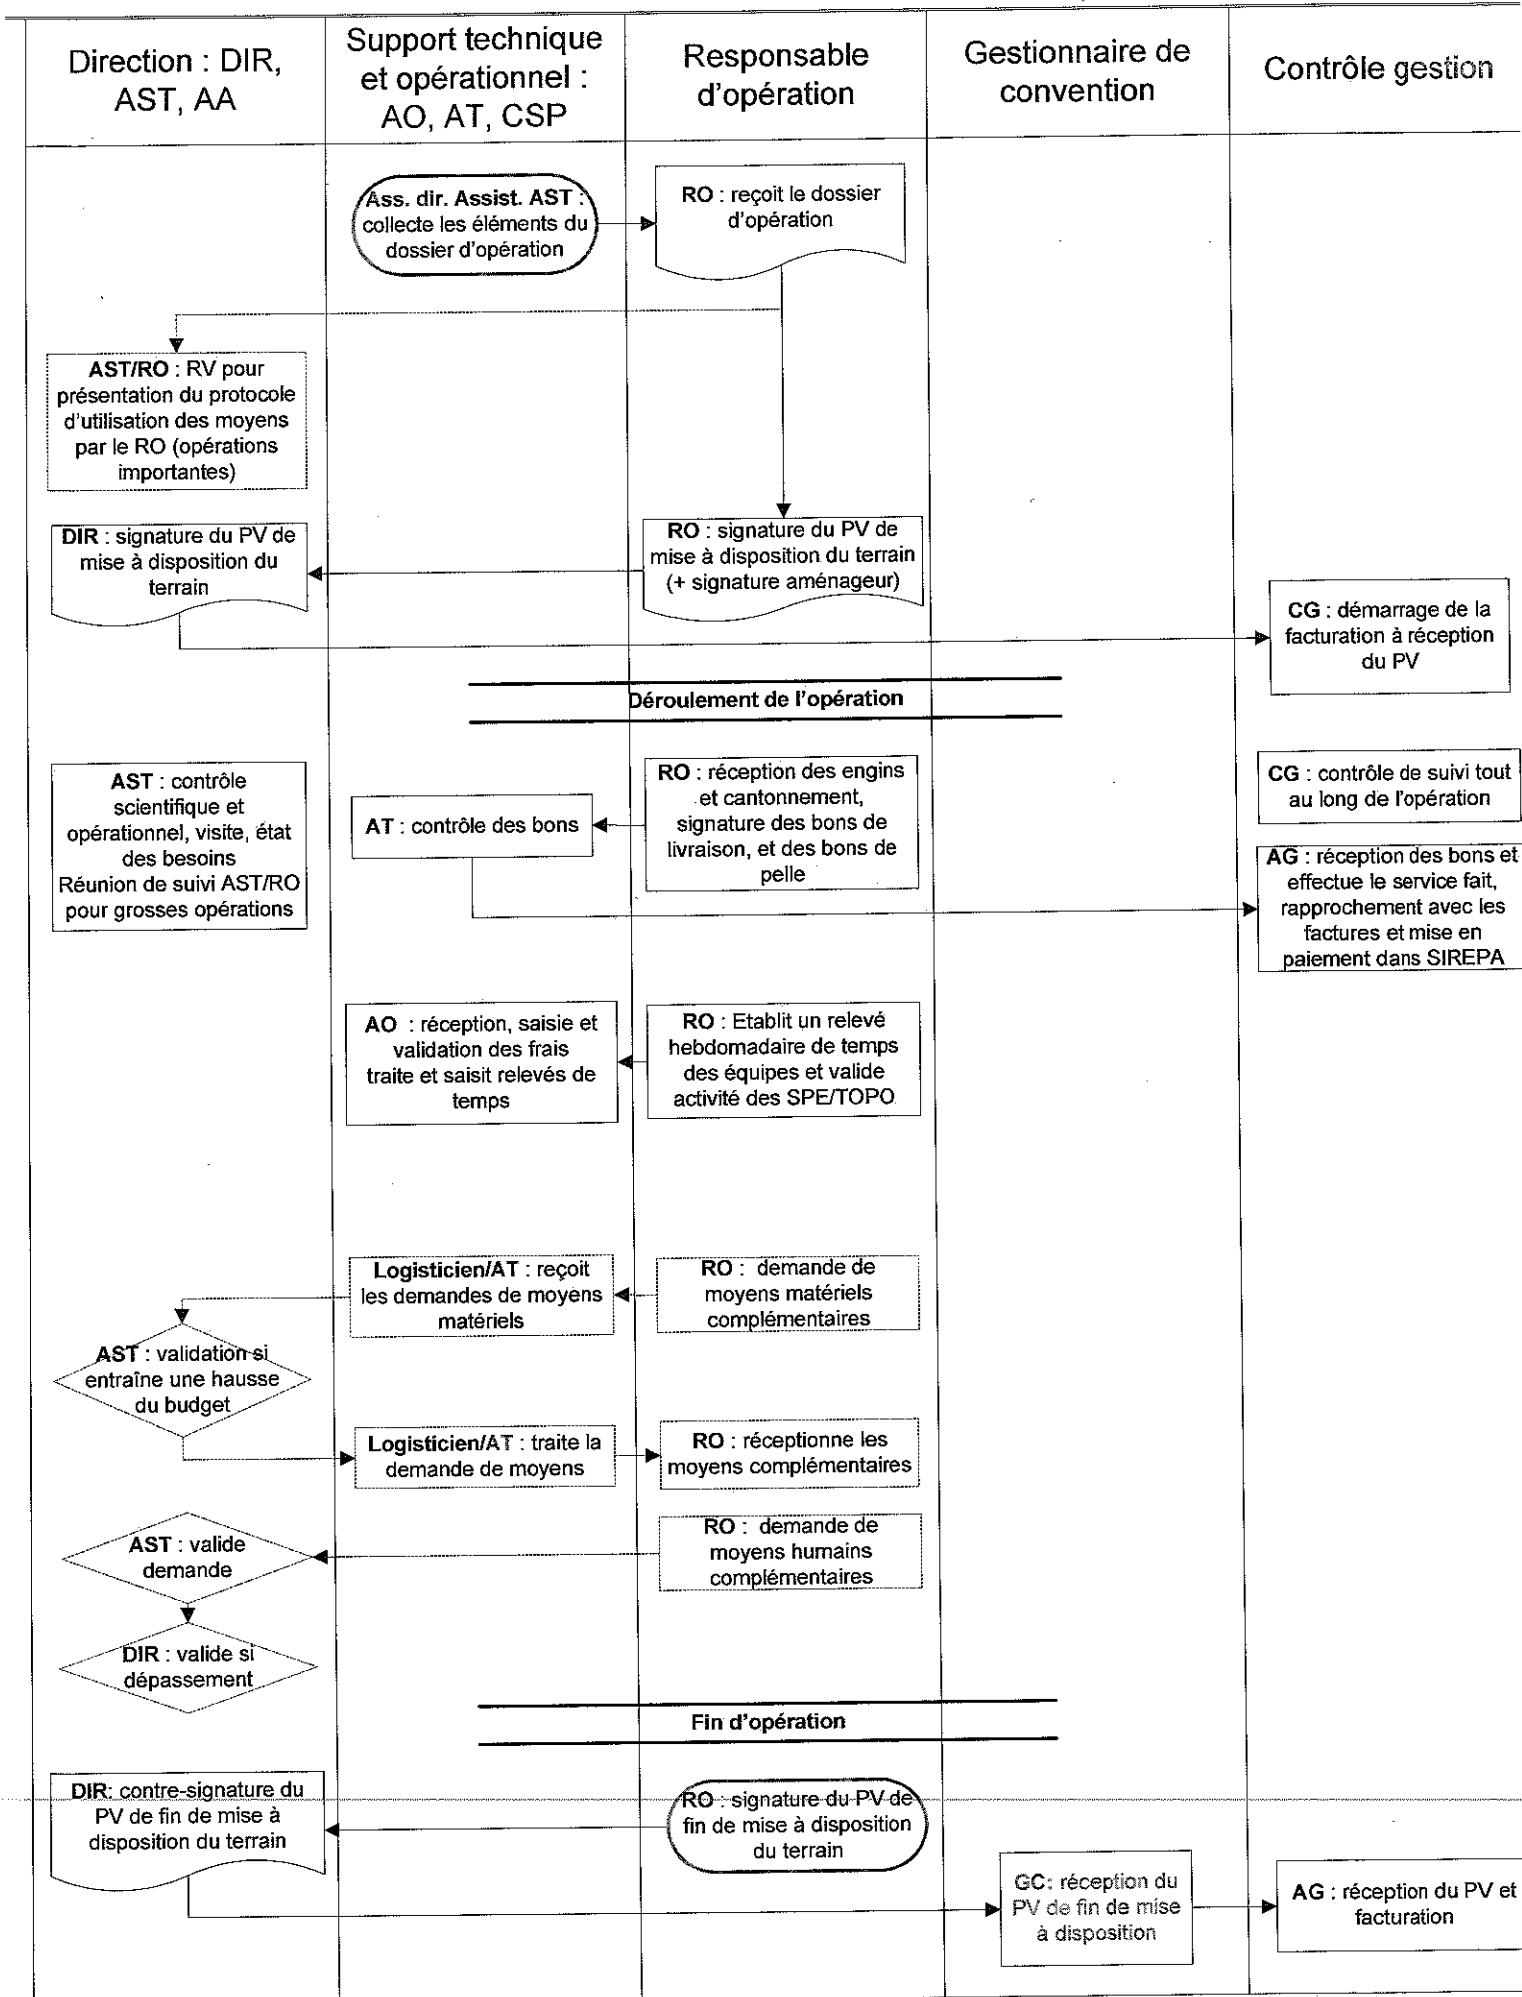 Direction : DIR,
AST, AA
Support technique
et opérationnel :
AO, AT, CSP
Responsable
d'opération
Gestionnaire de
convention
Contrôle gestion
Ass. dir. Assist. AST :
collecte les éléments du
dossier d'opération
RO : reçoit le dossier
d'opération
AST/RO : RV pour
présentation du protocole
d'utilisation des moyens
par le RO (opérations
importantes)
DIR : signature du PV de
mise à disposition du
terrain
RO : signature du PV de
mise à disposition du terrain
(+ signature aménageur)
CG : démarrage de la
facturation à réception
du PV
Déroulement de l'opération
AST : contrôle
scientifique et
opérationnel, visite, état
des besoins
Réunion de suivi AST/RO
pour grosses opérations
AT : contrôle des bons
RO : réception des engins
et cantonnement,
signature des bons de
livraison, et des bons de
pelle
CG : contrôle de suivi tout
au long de l'opération
AG : réception des bons et
effectue le service fait,
rapprochement avec les
factures et mise en
paiement dans SIREPA
AO : réception, saisie et
validation des frais
traite et saisit relevés de
temps
RO : Etablit un relevé
hebdomadaire de temps
des équipes et valide
activité des SPE/TOPO
Logisticien/AT : reçoit
les demandes de moyens
matériels
RO : demande de
moyens matériels
complémentaires
AST : validation si
entraîne une hausse
du budget
Logisticien/AT : traite la
demande de moyens
RO : réceptionne les
moyens complémentaires
AST : valide
demande
RO : demande de
moyens humains
complémentaires
DIR : valide si
dépassement
Fin d'opération
DIR: contre-signature du
PV de fin de mise à
disposition du terrain
RO : signature du PV de
fin de mise à disposition
du terrain
GC: réception du
PV de fin de mise
à disposition
AG : réception du PV et
facturation